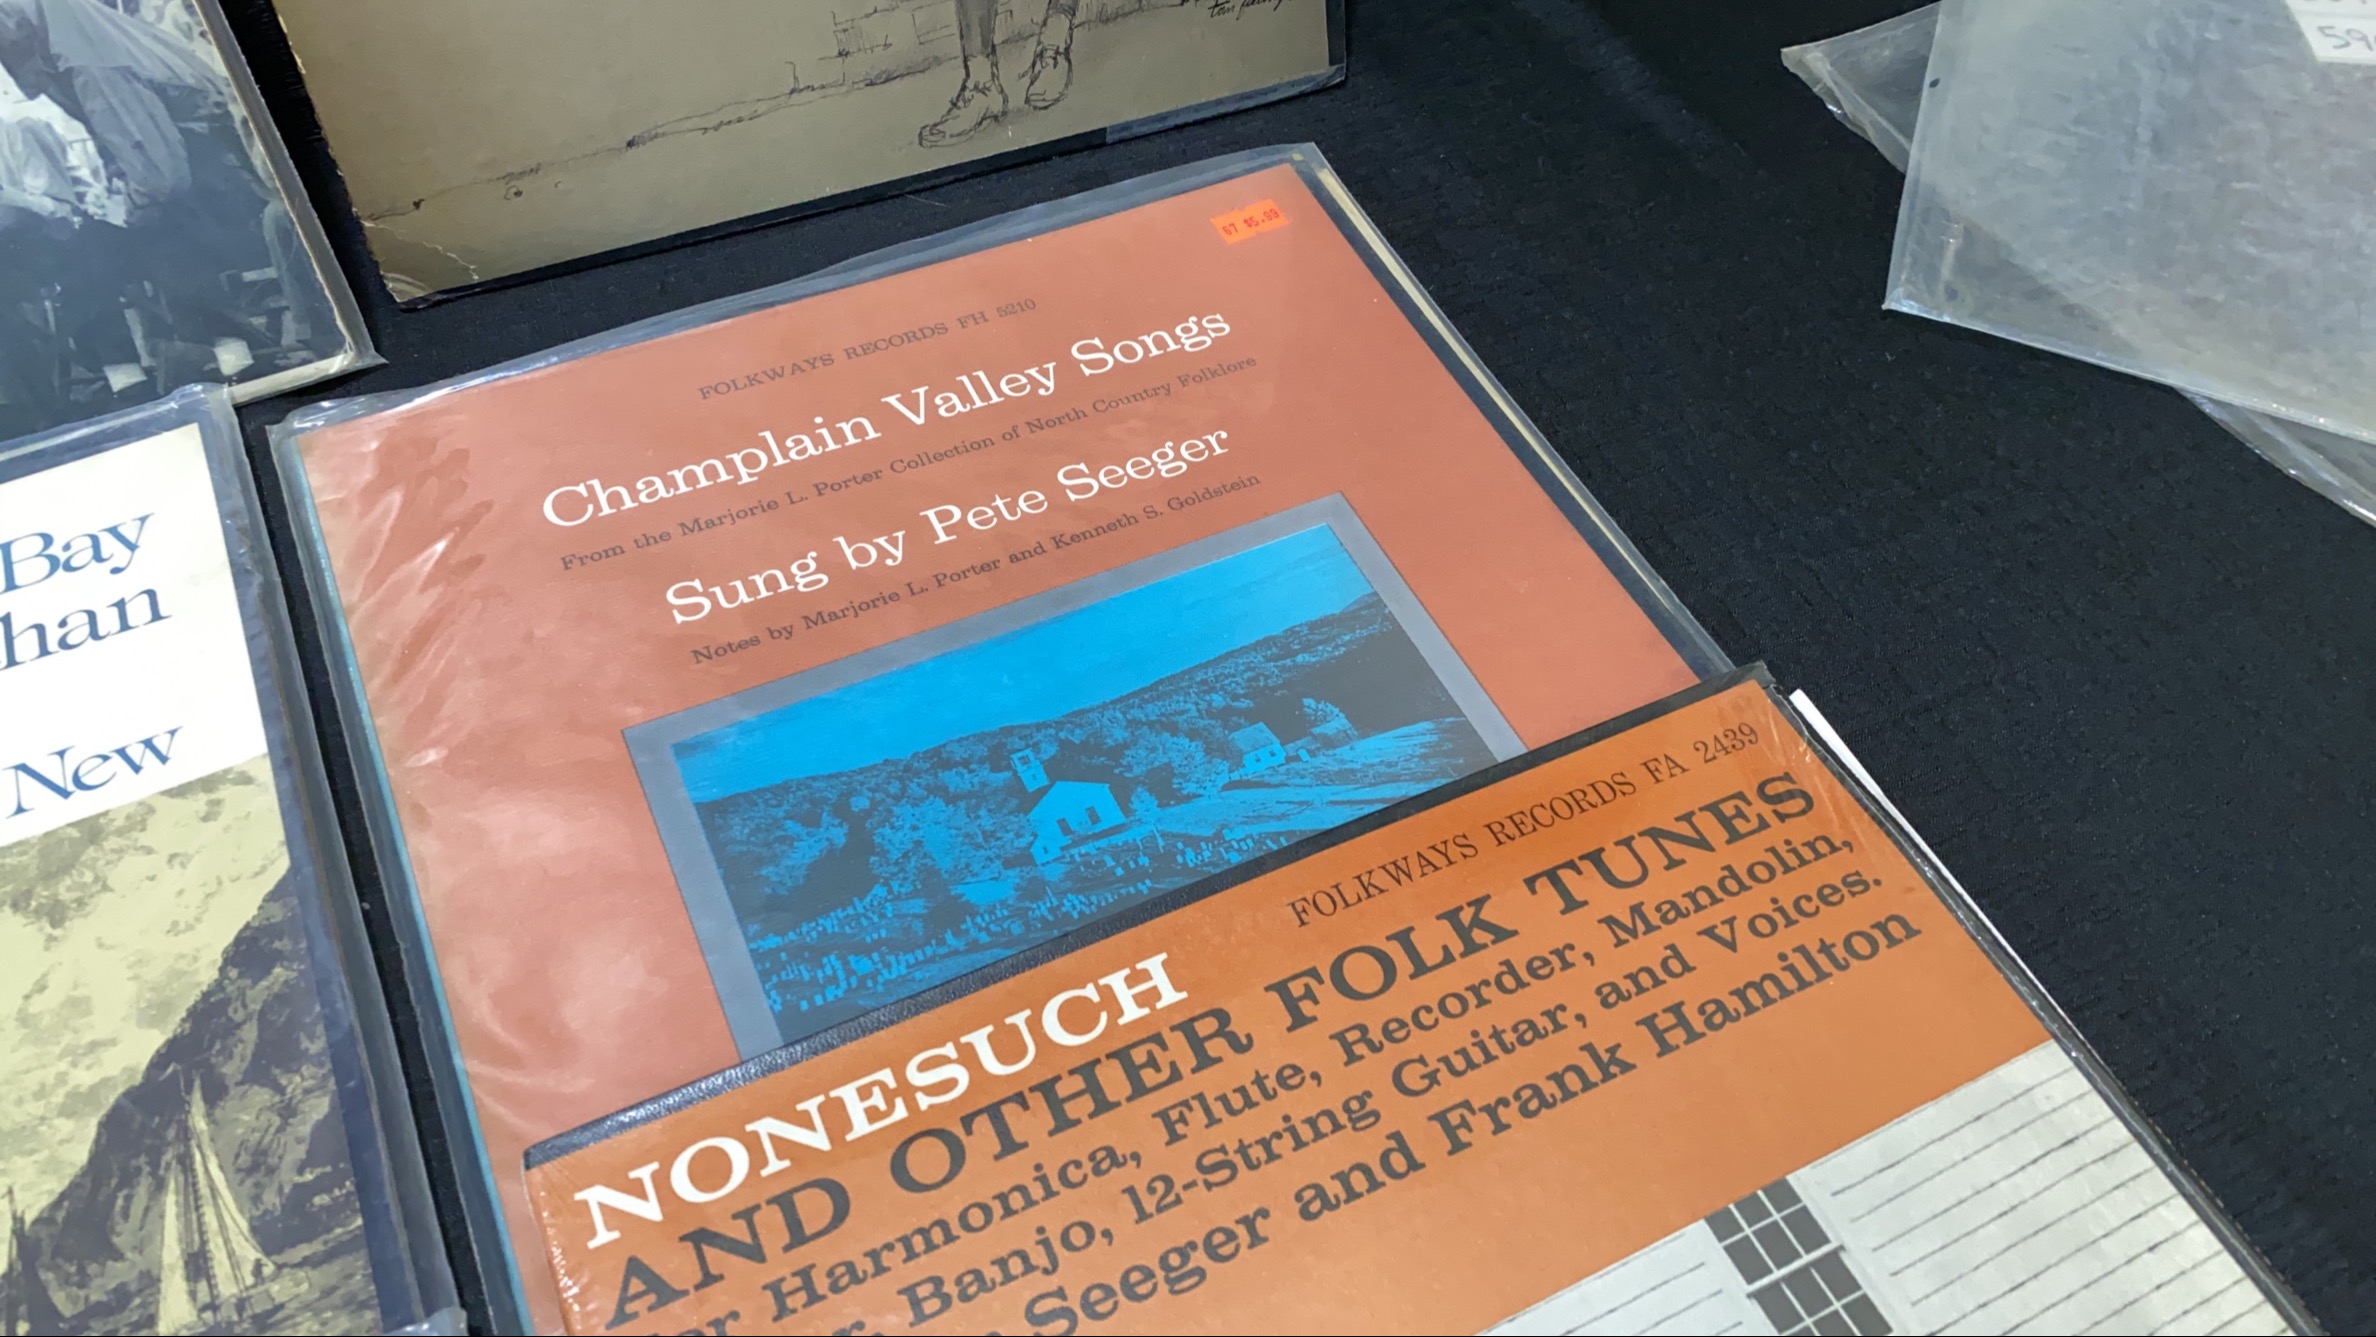 67 $5.99
FOLKWAYS RECORDS FH 5210
Champlain Valley Songs
From the Marjorie L. Porter Collection of North Country Folklore
Sung by Pete Seeger
Notes by Marjorie L. Porter and Kenneth S. Goldstein
Bay
New
FOLKWAYS RECORDS FA 2439
NONESUCH
AND OTHER FOLK TUNES
Harmonica, Flute, Recorder, Mandolin,
Banjo, 12-String Guitar, and Voices.
Seeger and Frank Hamilton